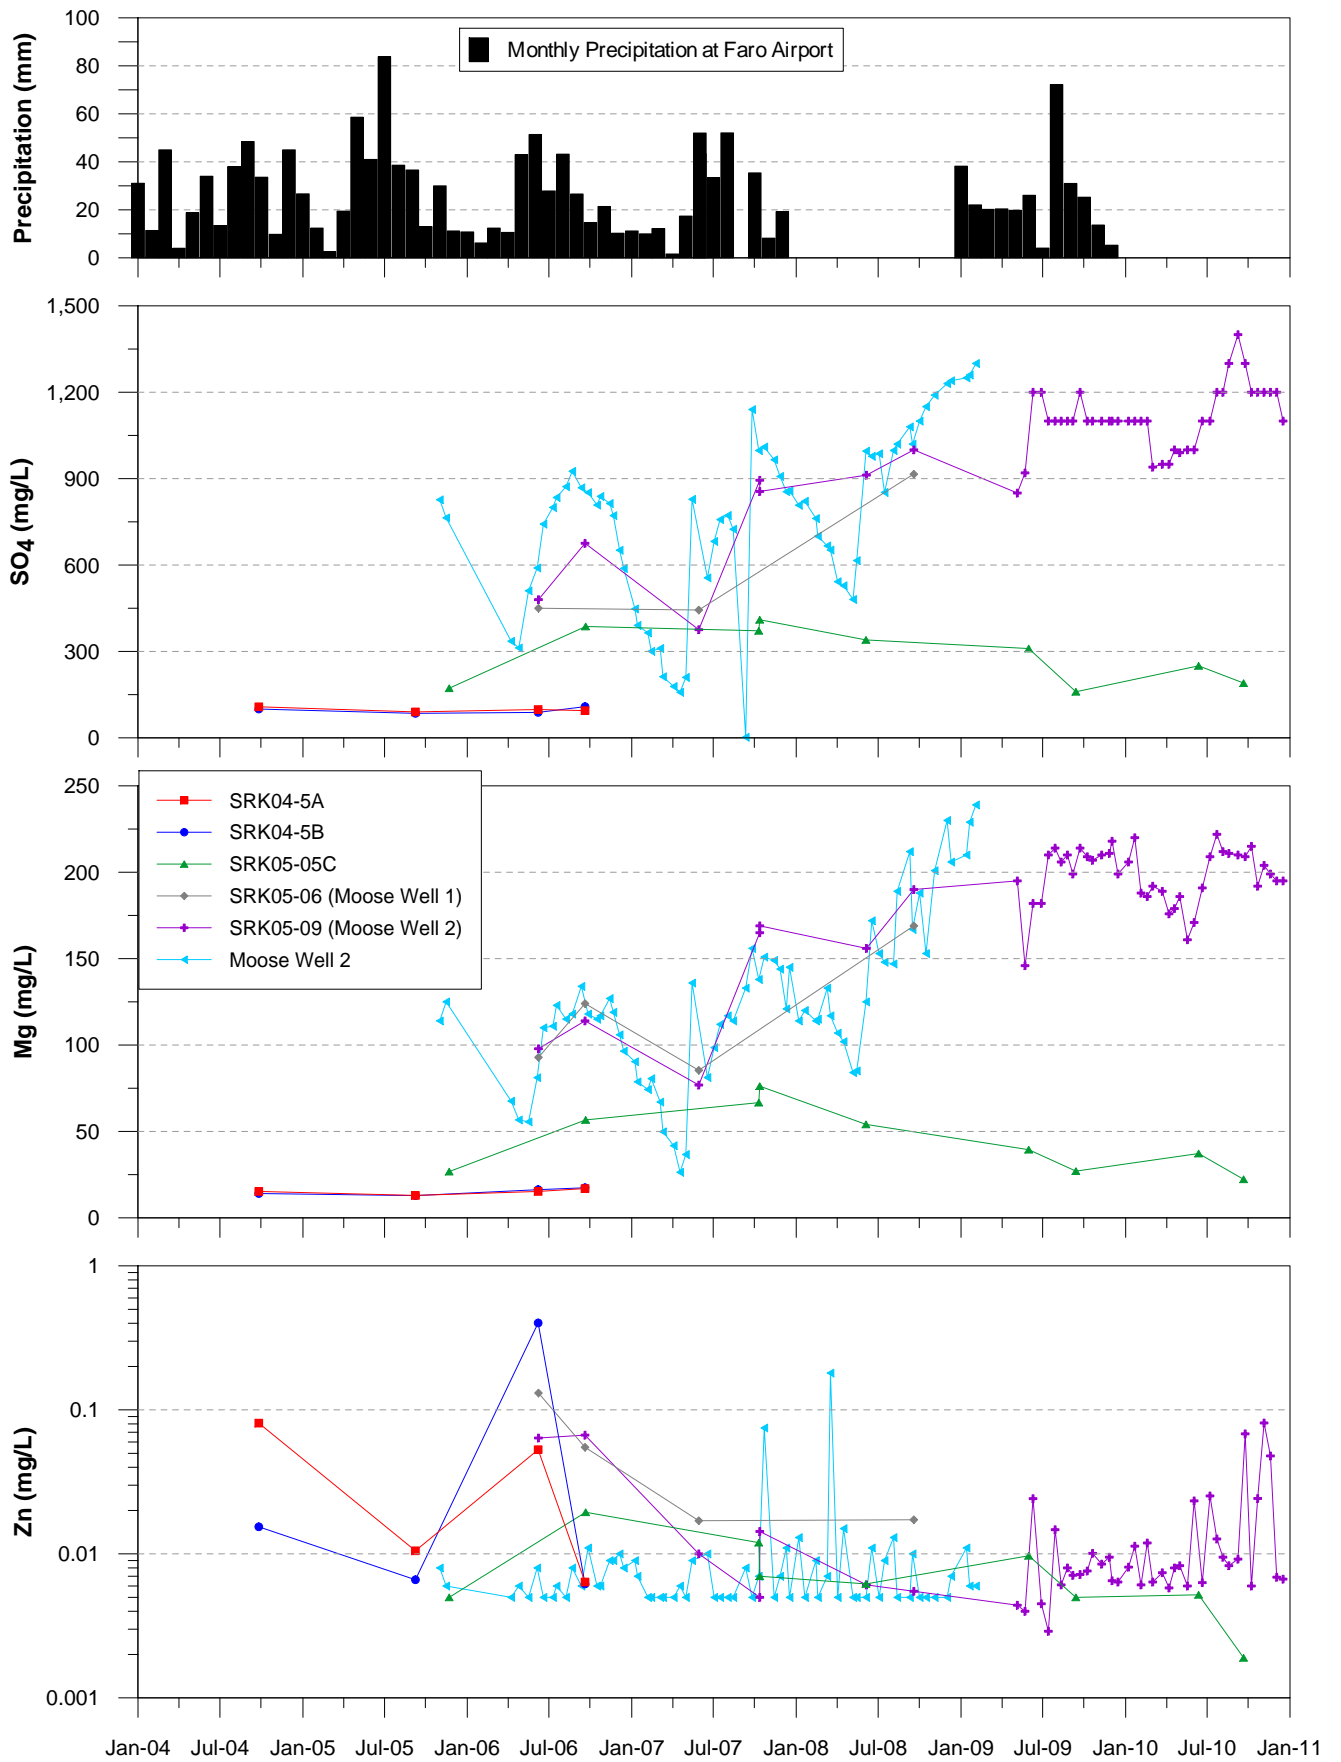 Monthly Precipitation at Faro Airport
Precipitation (mm)
100
80
60
40
20
0
SO4 (mg/L)
1,500
1,200
900
600
300
0
Mg (mg/L)
250
200
150
100
50
0
SRK04-5A
SRK04-5B
SRK05-05C
SRK05-06 (Moose Well 1)
SRK05-09 (Moose Well 2)
Moose Well 2
Zn (mg/L)
1
0.1
0.01
0.001
Jan-04 Jul-04 Jan-05 Jul-05 Jan-06 Jul-06 Jan-07 Jul-07 Jan-08 Jul-08 Jan-09 Jul-09 Jan-10 Jul-10 Jan-11